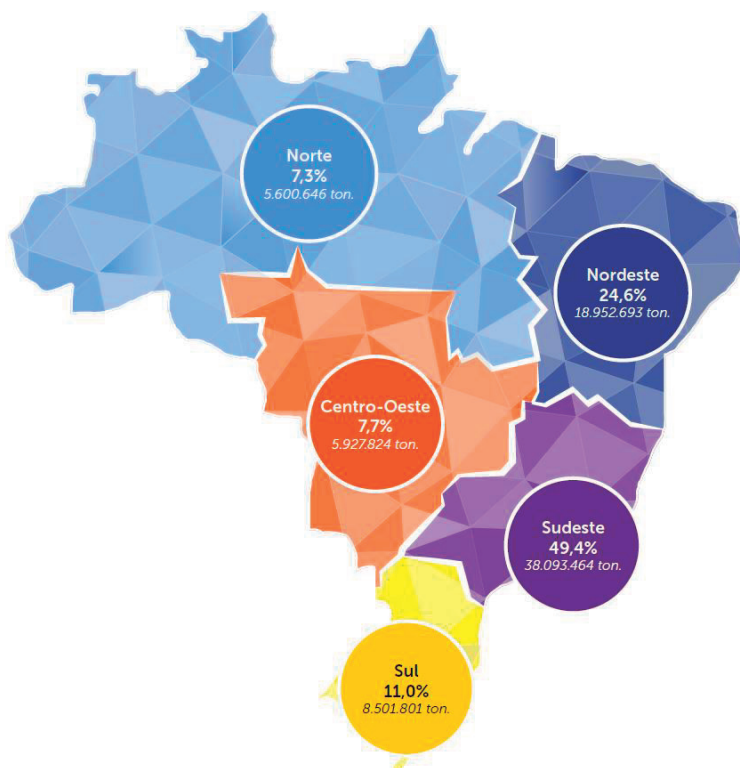 Norte
7,3%
5.600.646 ton.
Nordeste
24,6%
18.952.693 ton.
Centro-Oeste
7,7%
5.927.824 ton.
Sudeste
49,4%
38.093.464 ton.
Sul
11,0%
8.501.801 ton.